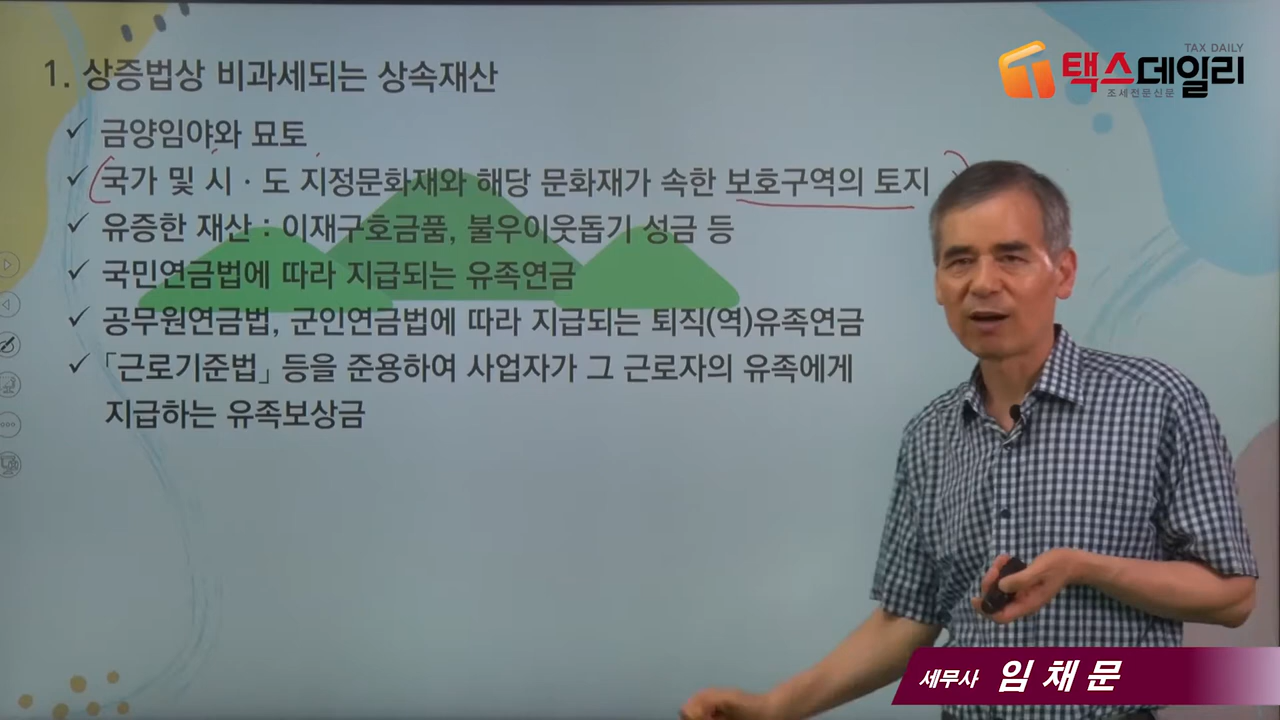 1. 상증법상 비과세되는 상속재산
✓ 금양임야와 묘토
✓ 국가 및 시·도 지정문화재와 해당 문화재가 속한 보호구역의 토지
✓ 유증한 재산 : 이재구호금품, 불우이웃돕기 성금 등
✓ 국민연금법에 따라 지급되는 유족연금
✓ 공무원연금법, 군인연금법에 따라 지급되는 퇴직(역)유족연금
✓ 「근로기준법」 등을 준용하여 사업자가 그 근로자의 유족에게
지급하는 유족보상금
TAX DAILY
택스데일리
조세전문신문
세무사 임채문